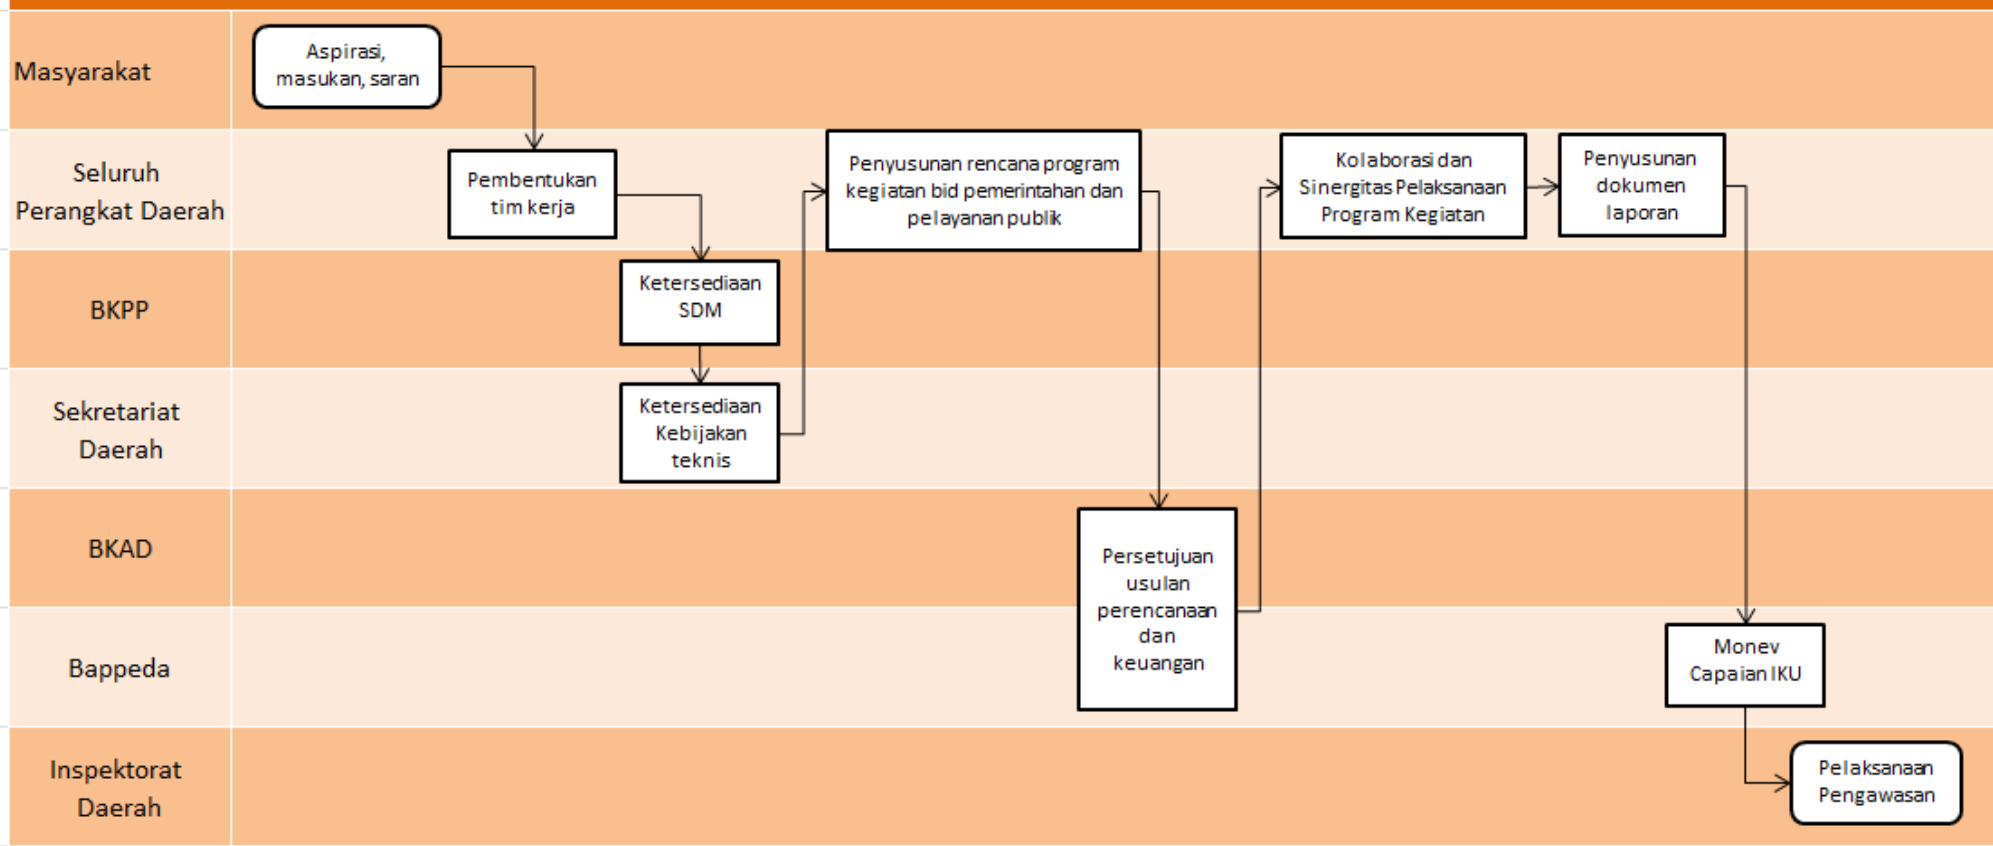 Masyarakat
Aspirasi,
masukan, saran
Seluruh
Perangkat Daerah
Pembentukan
tim kerja
Penyusunan rencana program
kegiatan bid pemerintahan dan
pelayanan publik
Kolaborasi dan
Sinergitas Pelaksanaan
Program Kegiatan
Penyusunan
dokumen
laporan
BKPP
Ketersediaan
SDM
Sekretariat
Daerah
Ketersediaan
Kebijakan
teknis
BKAD
Persetujuan
usulan
perencanaan
dan
keuangan
Bappeda
Monev
Capaian IKU
Inspektorat
Daerah
Pelaksanaan
Pengawasan